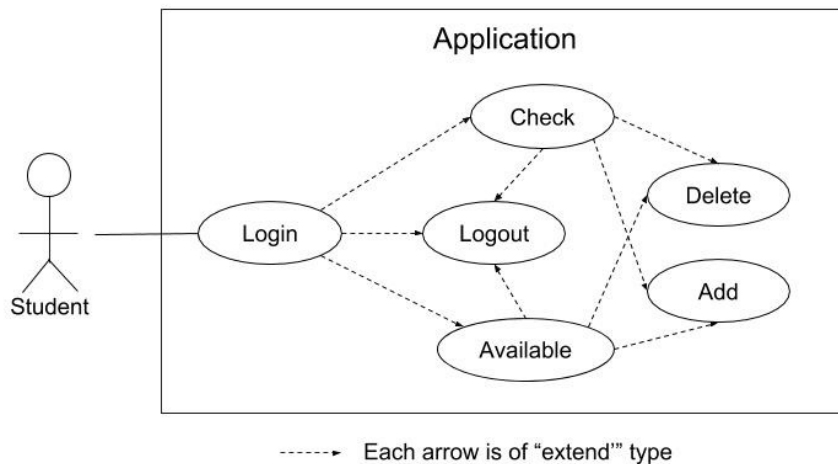 Application
Check
Delete
Login
Logout
Add
Student
Available
Each arrow is of “extend’” type